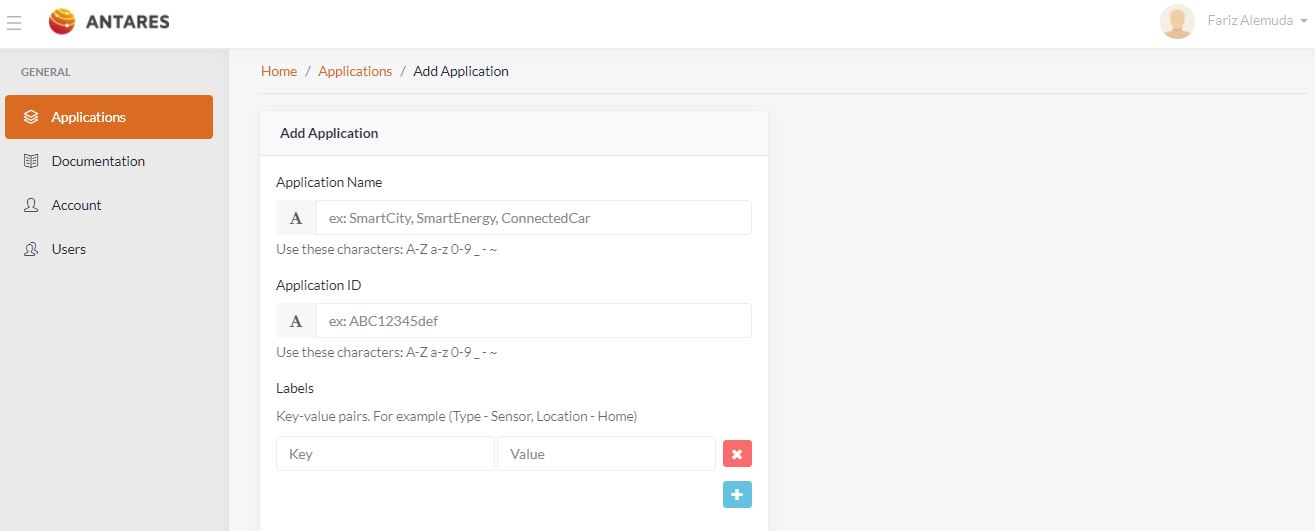 ANTARES
Fariz Alemuda
GENERAL
Applications
Documentation
Account
Users
Home / Applications / Add Application
Add Application
Application Name
A ex: SmartCity, SmartEnergy, ConnectedCar
Use these characters: A-Z a-z 0-9 _ - ~
Application ID
A ex: ABC12345def
Use these characters: A-Z a-z 0-9 _ - ~
Labels
Key-value pairs. For example (Type - Sensor, Location - Home)
Key Value